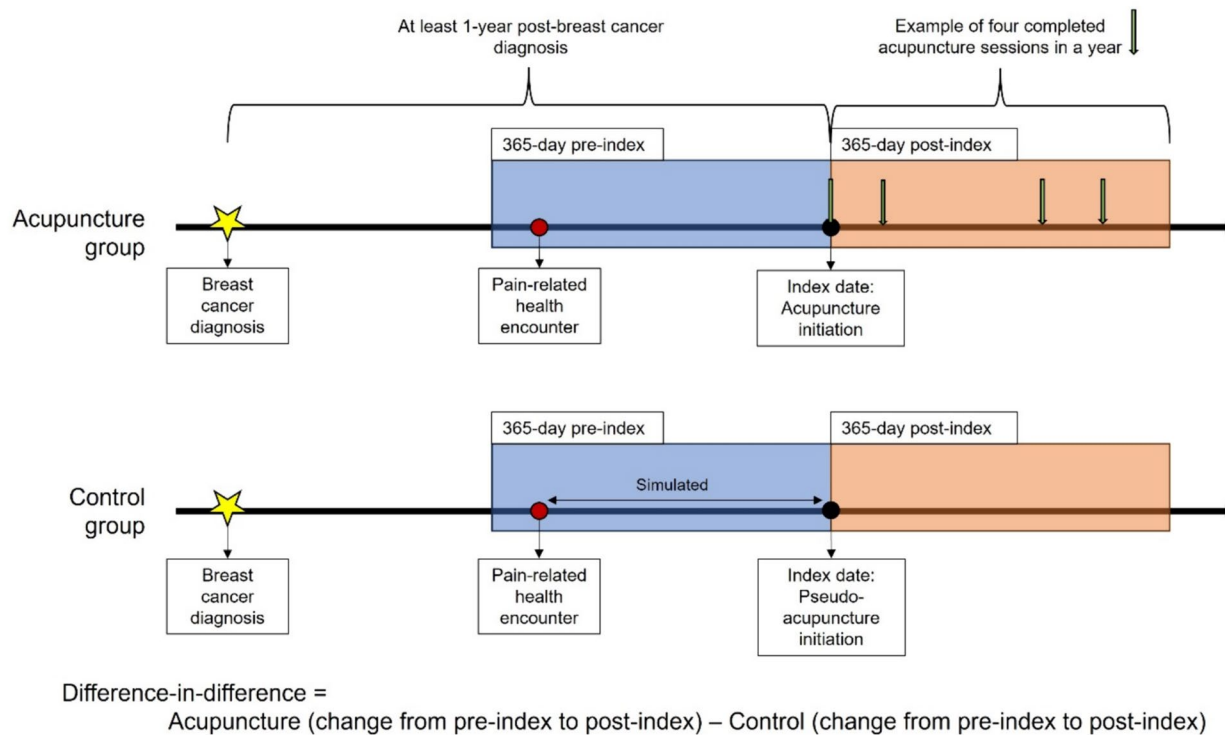 At least 1-year post-breast cancer
diagnosis
Example of four completed
acupuncture sessions in a year
365-day pre-index
365-day post-index
Acupuncture
group
Breast
cancer
diagnosis
Pain-related
health
encounter
Index date:
Acupuncture
initiation
365-day pre-index
365-day post-index
Simulated
Control
group
Breast
cancer
diagnosis
Pain-related
health
encounter
Index date:
Pseudo-
acupuncture
initiation
Difference-in-difference =
Acupuncture (change from pre-index to post-index) – Control (change from pre-index to post-index)